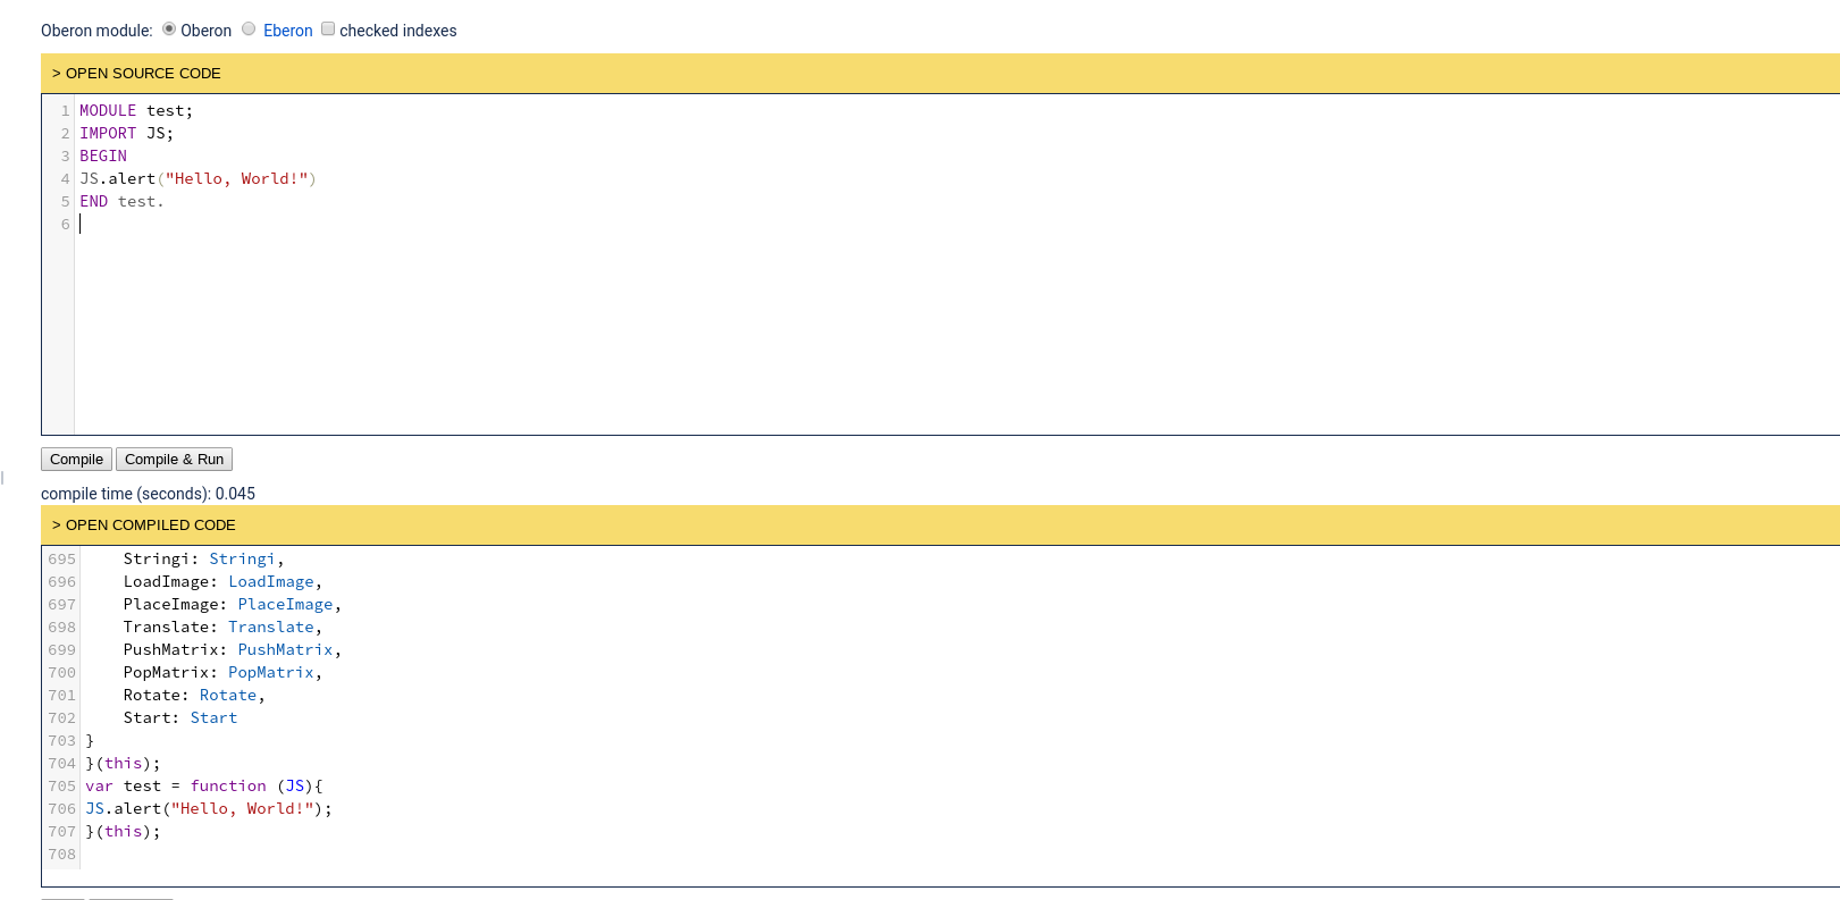 Oberon module: Oberon Eberon checked indexes
> OPEN SOURCE CODE
1 MODULE test;
2 IMPORT JS;
3 BEGIN
4 JS.alert("Hello, World!")
5 END test.
6
Compile Compile & Run
compile time (seconds): 0.045
> OPEN COMPILED CODE
695 Stringi: Stringi,
696 LoadImage: LoadImage,
697 PlaceImage: PlaceImage,
698 Translate: Translate,
699 PushMatrix: PushMatrix,
700 PopMatrix: PopMatrix,
701 Rotate: Rotate,
702 Start: Start
703 }
704 }(this);
705 var test = function (JS){
706 JS.alert("Hello, World!");
707 }(this);
708